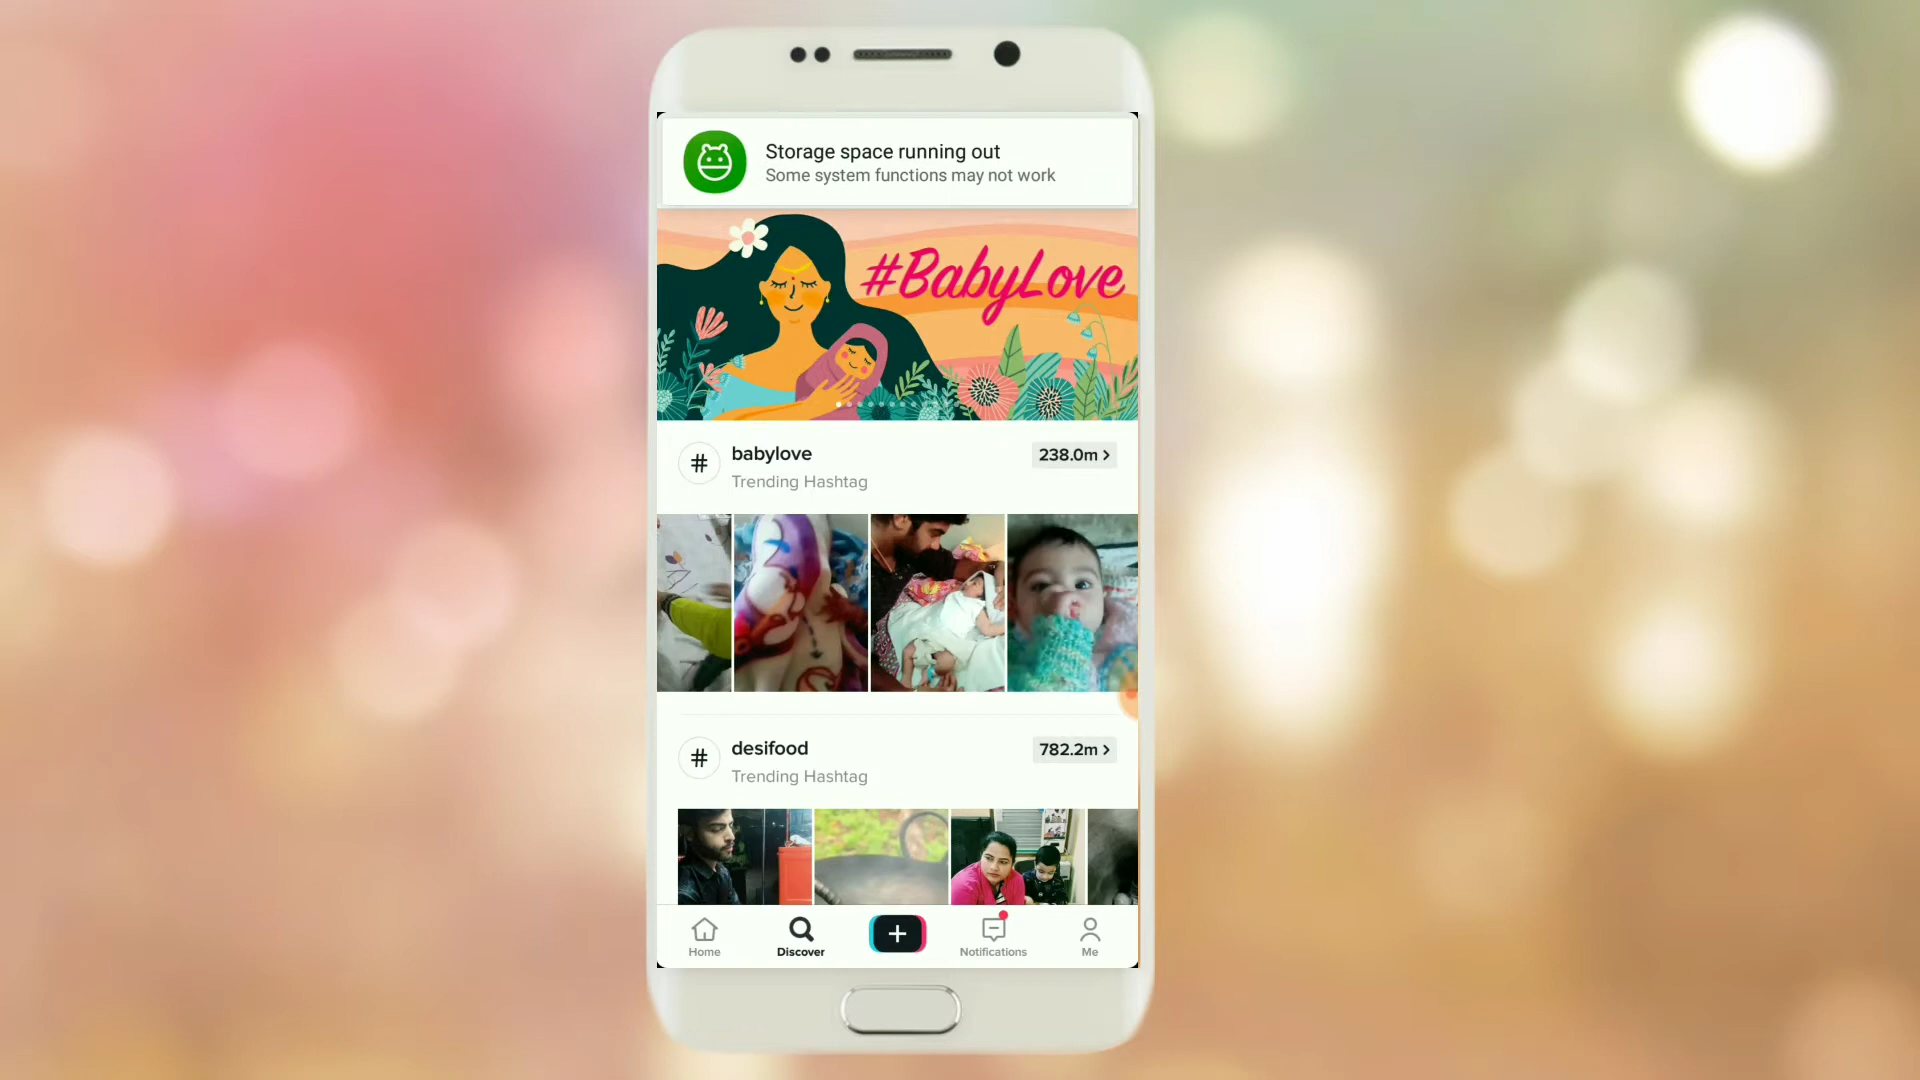 Storage space running out
Some system functions may not work
#BabyLove
# babylove 238.0m >
Trending Hashtag
# desifood 782.2m >
Trending Hashtag
Home Discover + Notifications Me